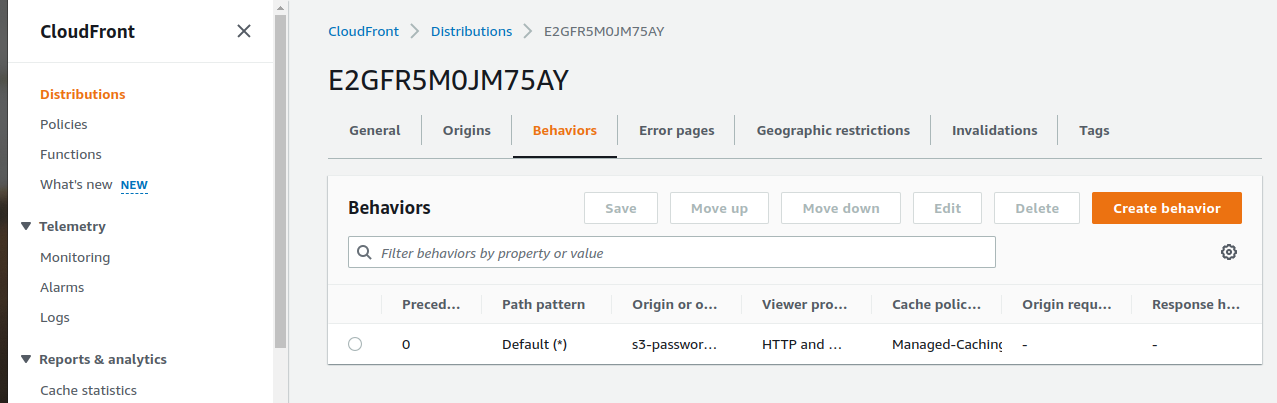 CloudFront
Distributions
Policies
Functions
What's new NEW
Telemetry
Monitoring
Alarms
Logs
Reports & analytics
Cache statistics
CloudFront > Distributions > E2GFR5M0JM75AY
E2GFR5M0JM75AY
General Origins Behaviors Error pages Geographic restrictions Invalidations Tags
Behaviors Save Move up Move down Edit Delete Create behavior
Filter behaviors by property or value
Preced... Path pattern Origin or o... Viewer pro... Cache polic... Origin requ... Response h...
0 Default (*) s3-passwor... HTTP and ... Managed-Caching - -